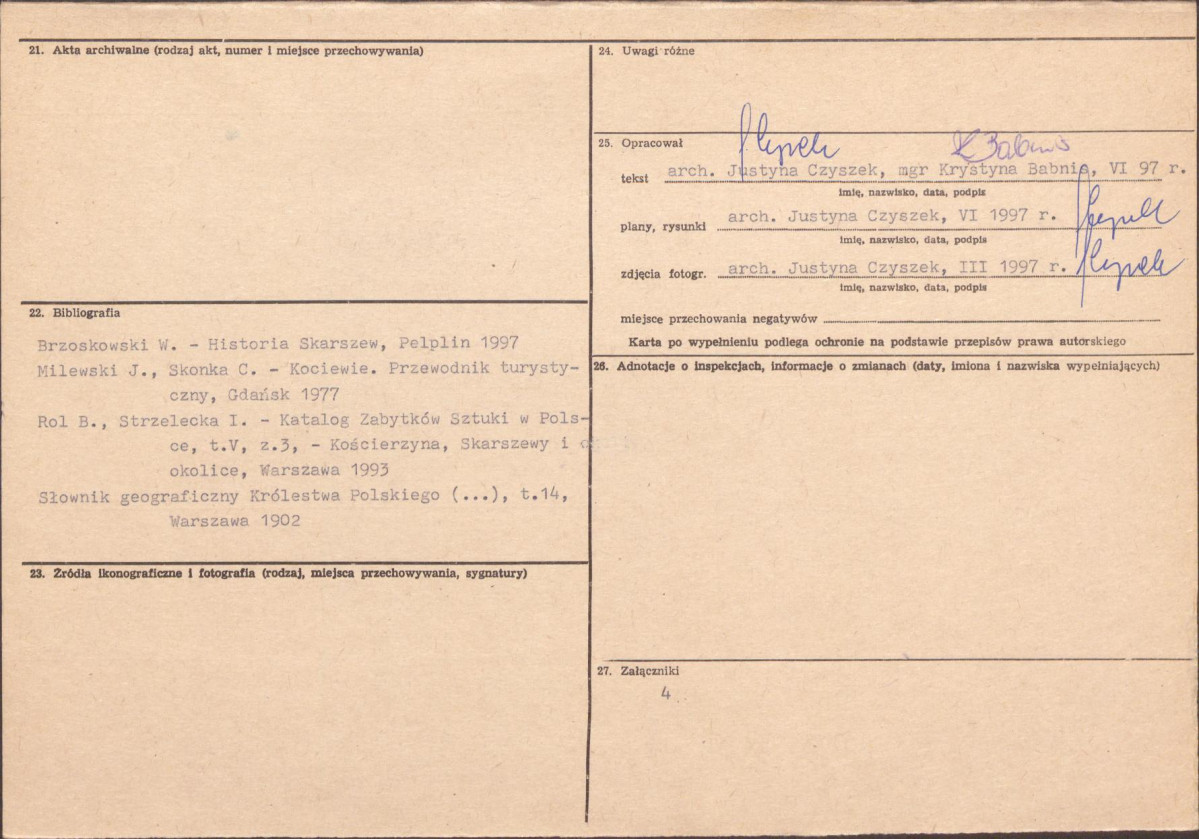 21. Akta archiwalne (rodzaj akt, numer i miejsce przechowywania)
22. Bibliografia
Brzoskowski W. - Historia Skarszew, Pelplin 1997
Milewski J., Skonka C. - Kociewie. Przewodnik turysty-
czny, Gdańsk 1977
Rol B., Strzelecka I. - Katalog Zabytków Sztuki w Pols-
ce, t.V, z.3, - Kościerzyna, Skarszewy i
okolice, Warszawa 1993
Słownik geograficzny Królestwa Polskiego (...), t.14,
Warszawa 1902
23. Źródła ikonograficzne i fotografia (rodzaj, miejsca przechowywania, sygnatury)
24. Uwagi różne
25. Opracował
K Babnis
tekst arch. Justyna Czyszek, mgr Krystyna Babnis, VI 97 r.
imię, nazwisko, data, podpis
plany, rysunki arch. Justyna Czyszek, VI 1997 r.
imię, nazwisko, data, podpis
zdjęcia fotogr. arch. Justyna Czyszek, III 1997 r.
imię, nazwisko, data, podpis
miejsce przechowania negatywów
Karta po wypełnieniu podlega ochronie na podstawie przepisów prawa autorskiego
26. Adnotacje o inspekcjach, informacje o zmianach (daty, imiona i nazwiska wypełniających)
27. Załączniki
4